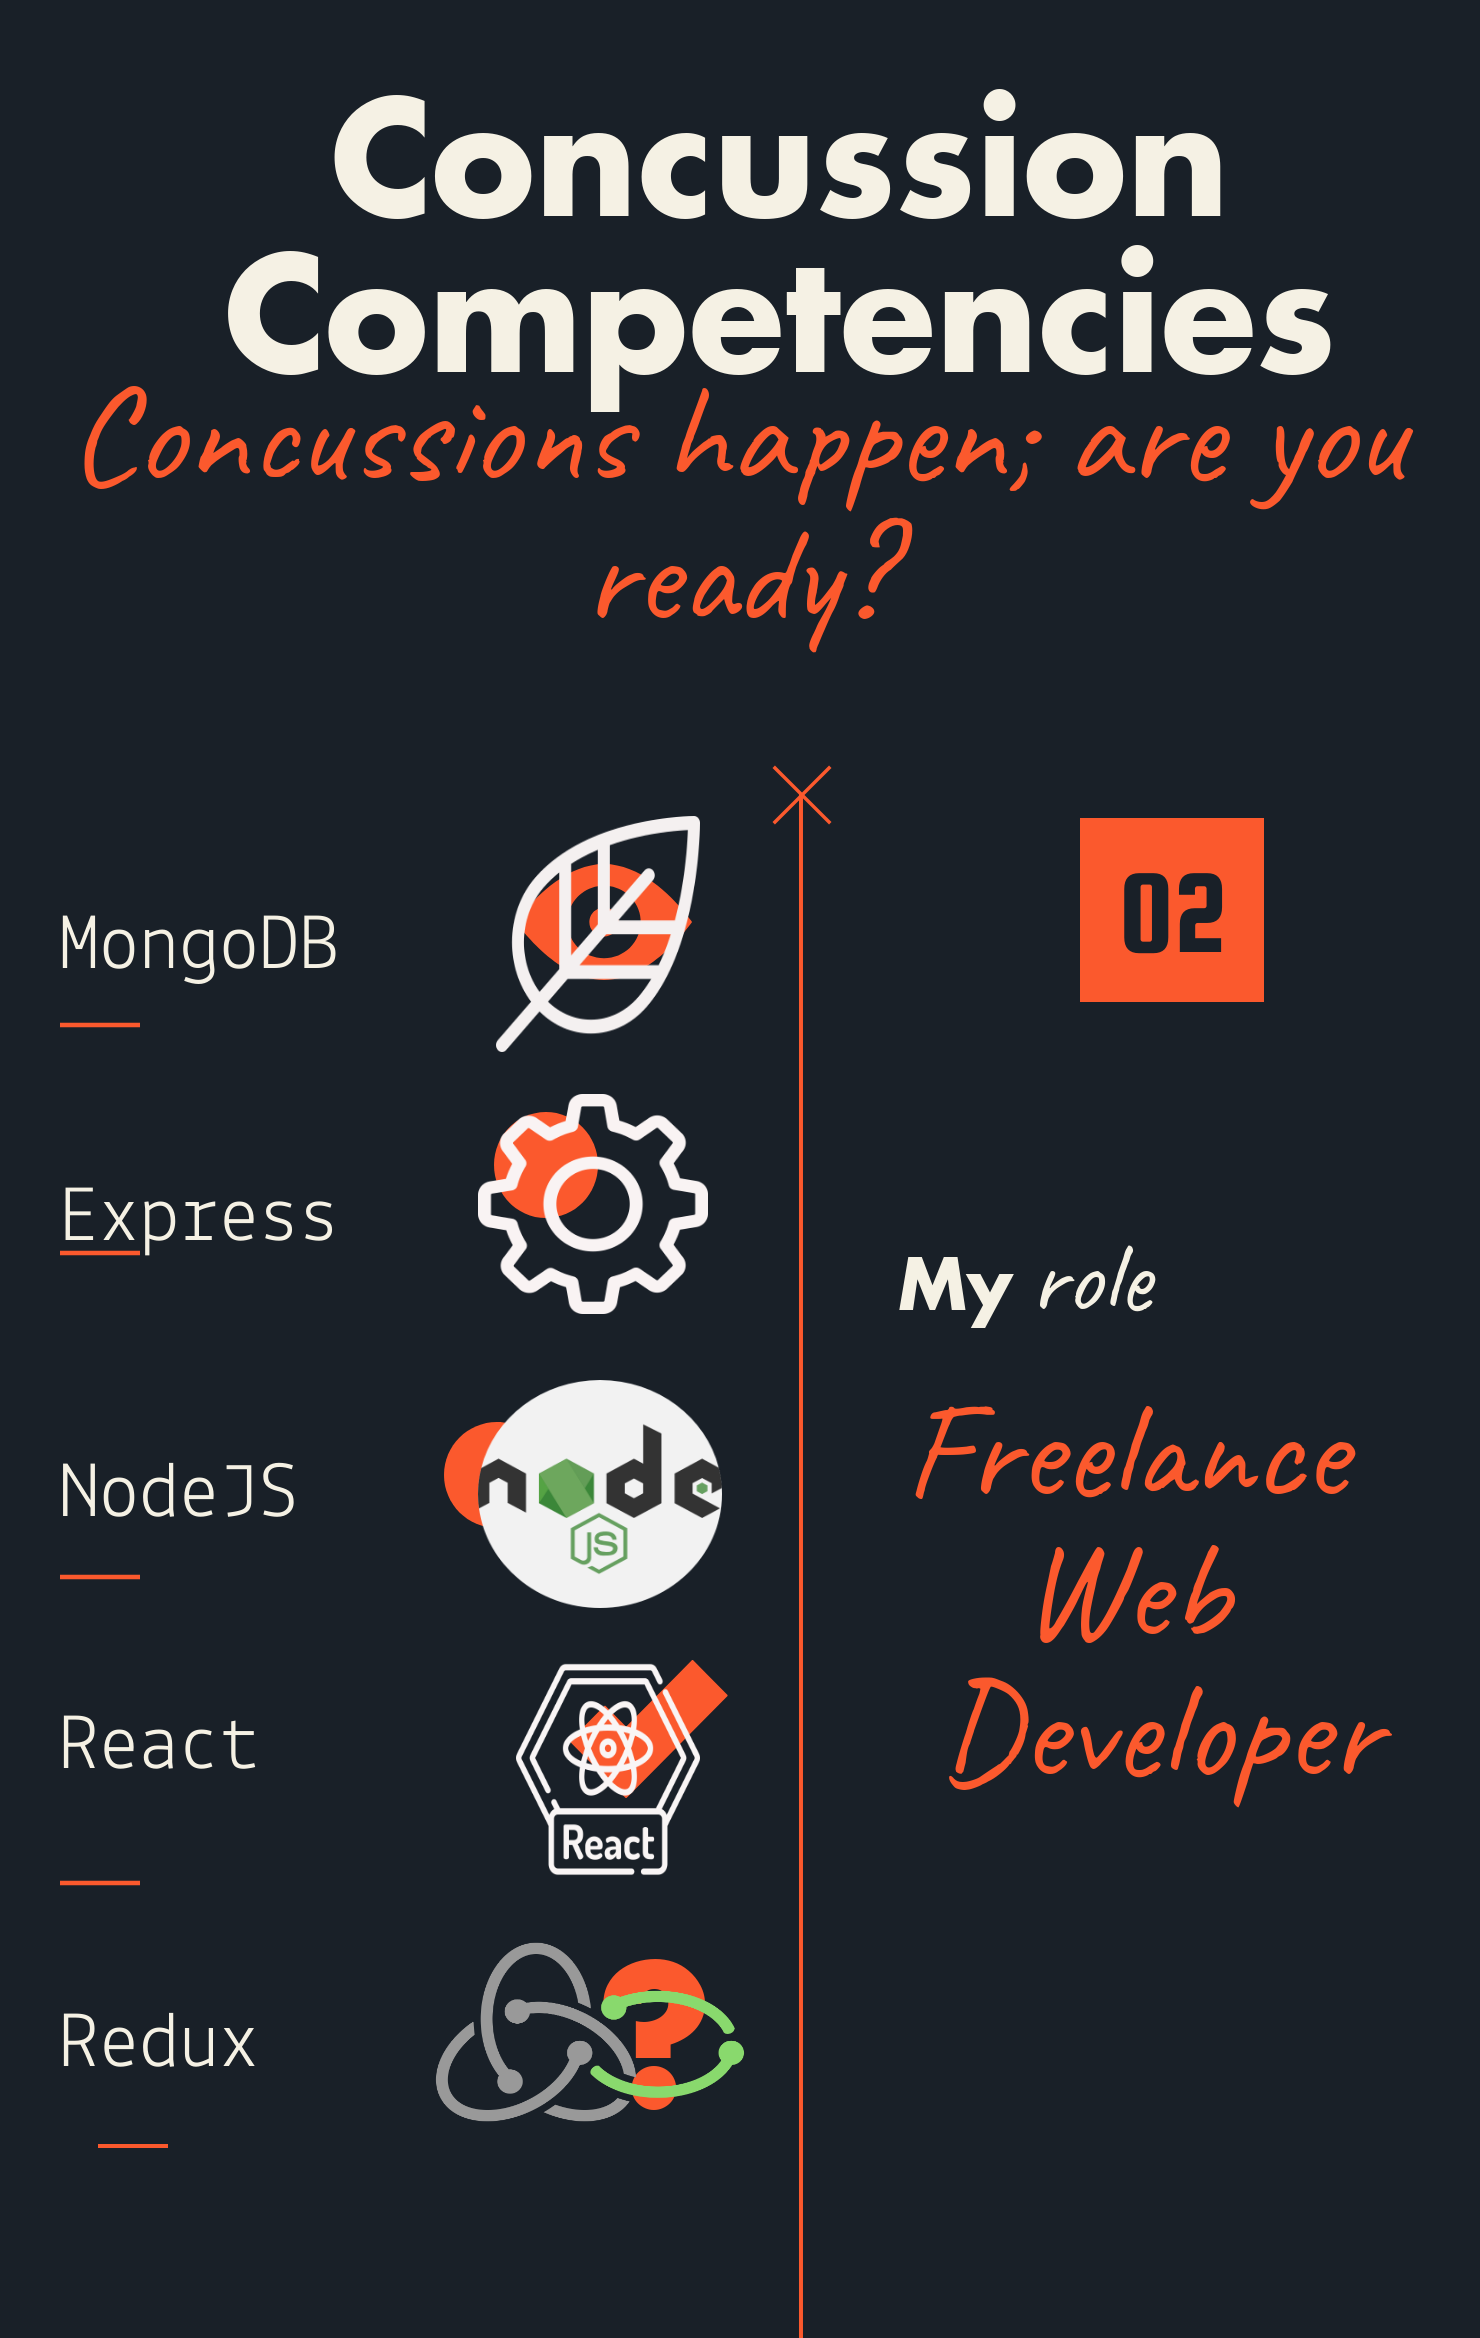 Concussion
Competencies
Concussions happen; are you
ready?
MongoDB
Express
NodeJS
node
JS
React
React
Redux
?
02
My role
Freelance
Web
Developer